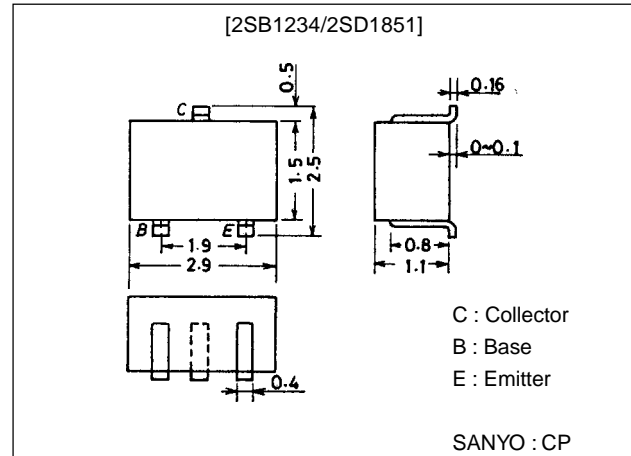 [2SB1234/2SD1851]
C
0.5
0.16
1.5
2.5
0~0.1
B
E
1.9
2.9
0.8
1.1
0.4
C : Collector
B : Base
E : Emitter
SANYO : CP